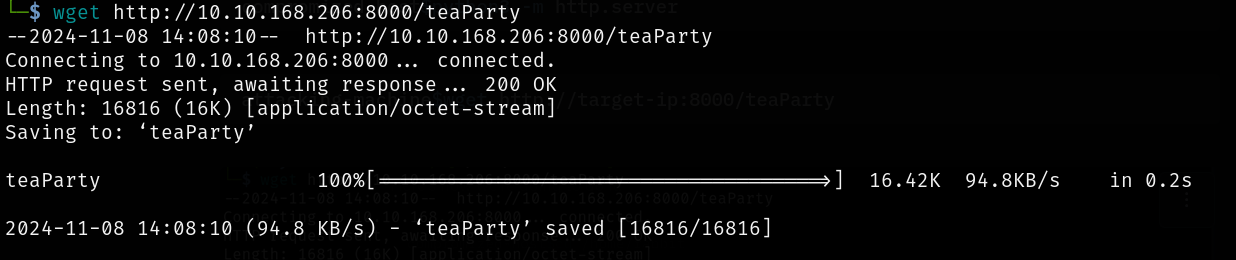 └─$ wget http://10.10.168.206:8000/teaParty
--2024-11-08 14:08:10--  http://10.10.168.206:8000/teaParty
Connecting to 10.10.168.206:8000... connected.
HTTP request sent, awaiting response... 200 OK
Length: 16816 (16K) [application/octet-stream]
Saving to: ‘teaParty’
teaParty                  100%[======================================>]  16.42K  94.8KB/s    in 0.2s
2024-11-08 14:08:10 (94.8 KB/s) - ‘teaParty’ saved [16816/16816]